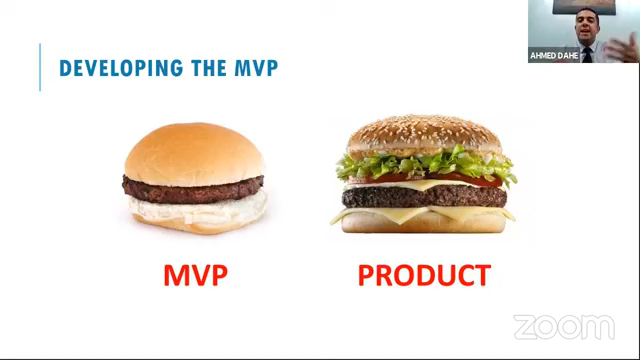 DEVELOPING THE MVP
AHMED DAHE
MVP
PRODUCT
zoom